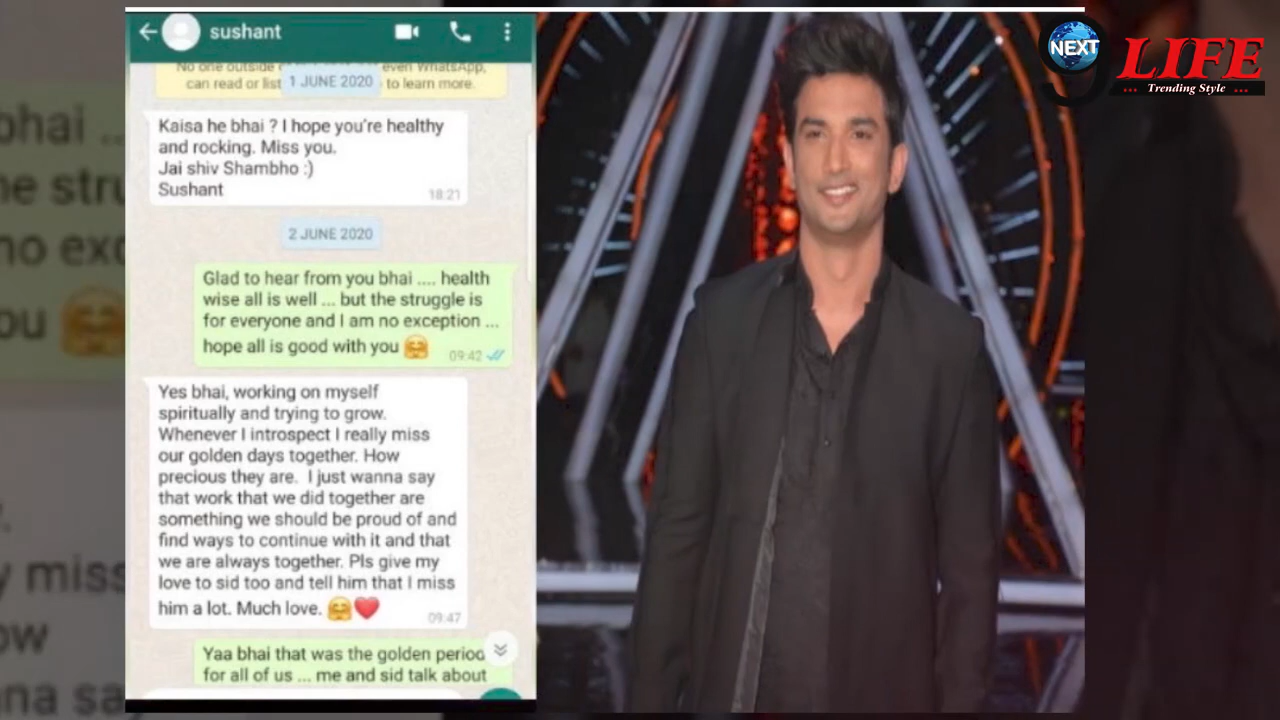 sushant
No one outside even WhatsApp,
1 JUNE 2020
can read or list to learn more.
Kaisa he bhai ? I hope you're healthy
and rocking. Miss you.
Jai shiv Shambho :)
Sushant
18:21
2 JUNE 2020
Glad to hear from you bhai .... health
wise all is well ... but the struggle is
for everyone and I am no exception ...
hope all is good with you 🤗
09:42
Yes bhai, working on myself
spiritually and trying to grow.
Whenever I introspect I really miss
our golden days together. How
precious they are. I just wanna say
that work that we did together are
something we should be proud of and
find ways to continue with it and that
we are always together. Pls give my
love to sid too and tell him that I miss
him a lot. Much love. 🤗❤️
09:47
Yaa bhai that was the golden period
for all of us ... me and sid talk about
NEXT
9
LIFE
... Trending Style ...
bhai ..
no
ou 🤗
miss
ow